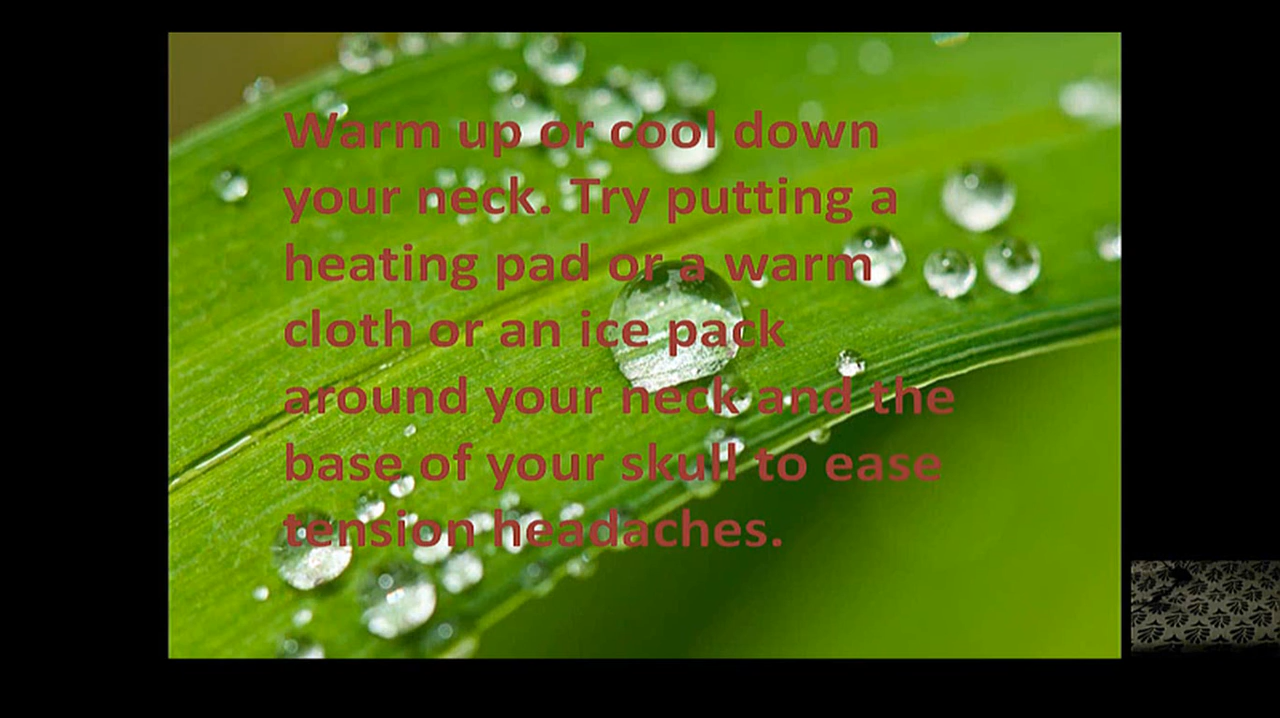 Warm up or cool down
your neck. Try putting a
heating pad or a warm
cloth or an ice pack
around your neck and the
base of your skull to ease
tension headaches.